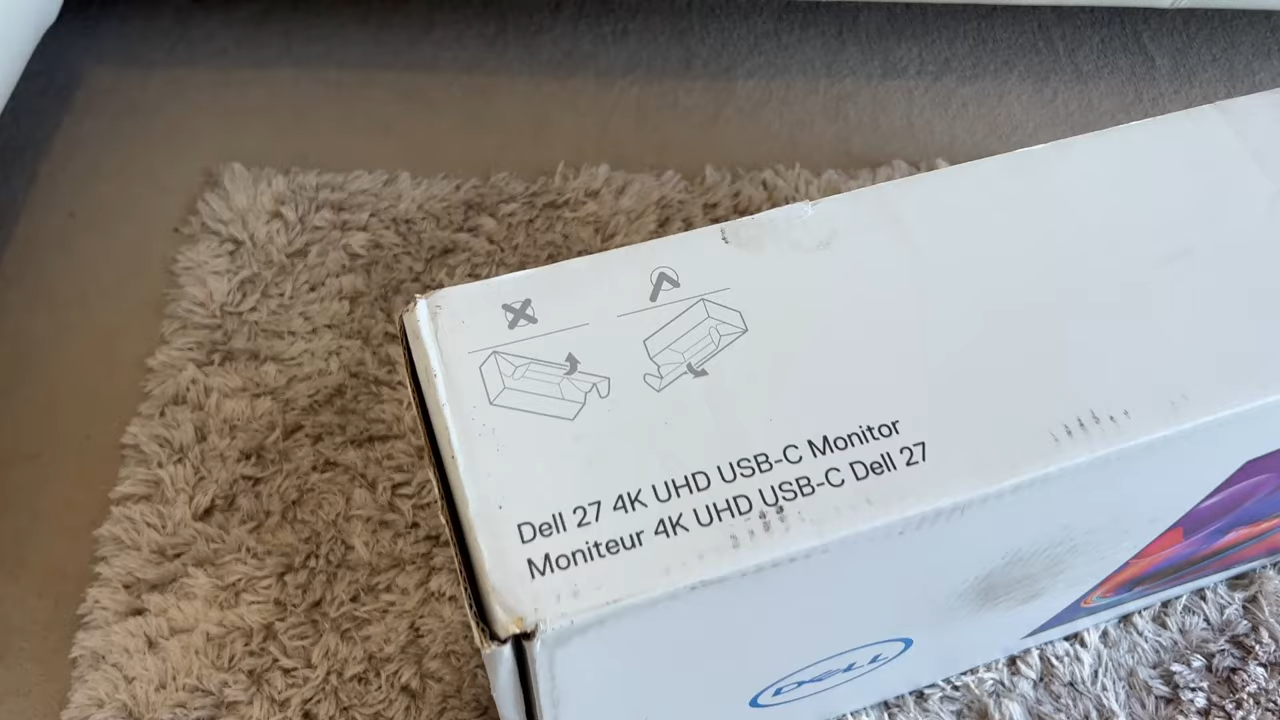 Dell 27 4K UHD USB-C Monitor
Moniteur 4K UHD USB-C Dell 27
DELL